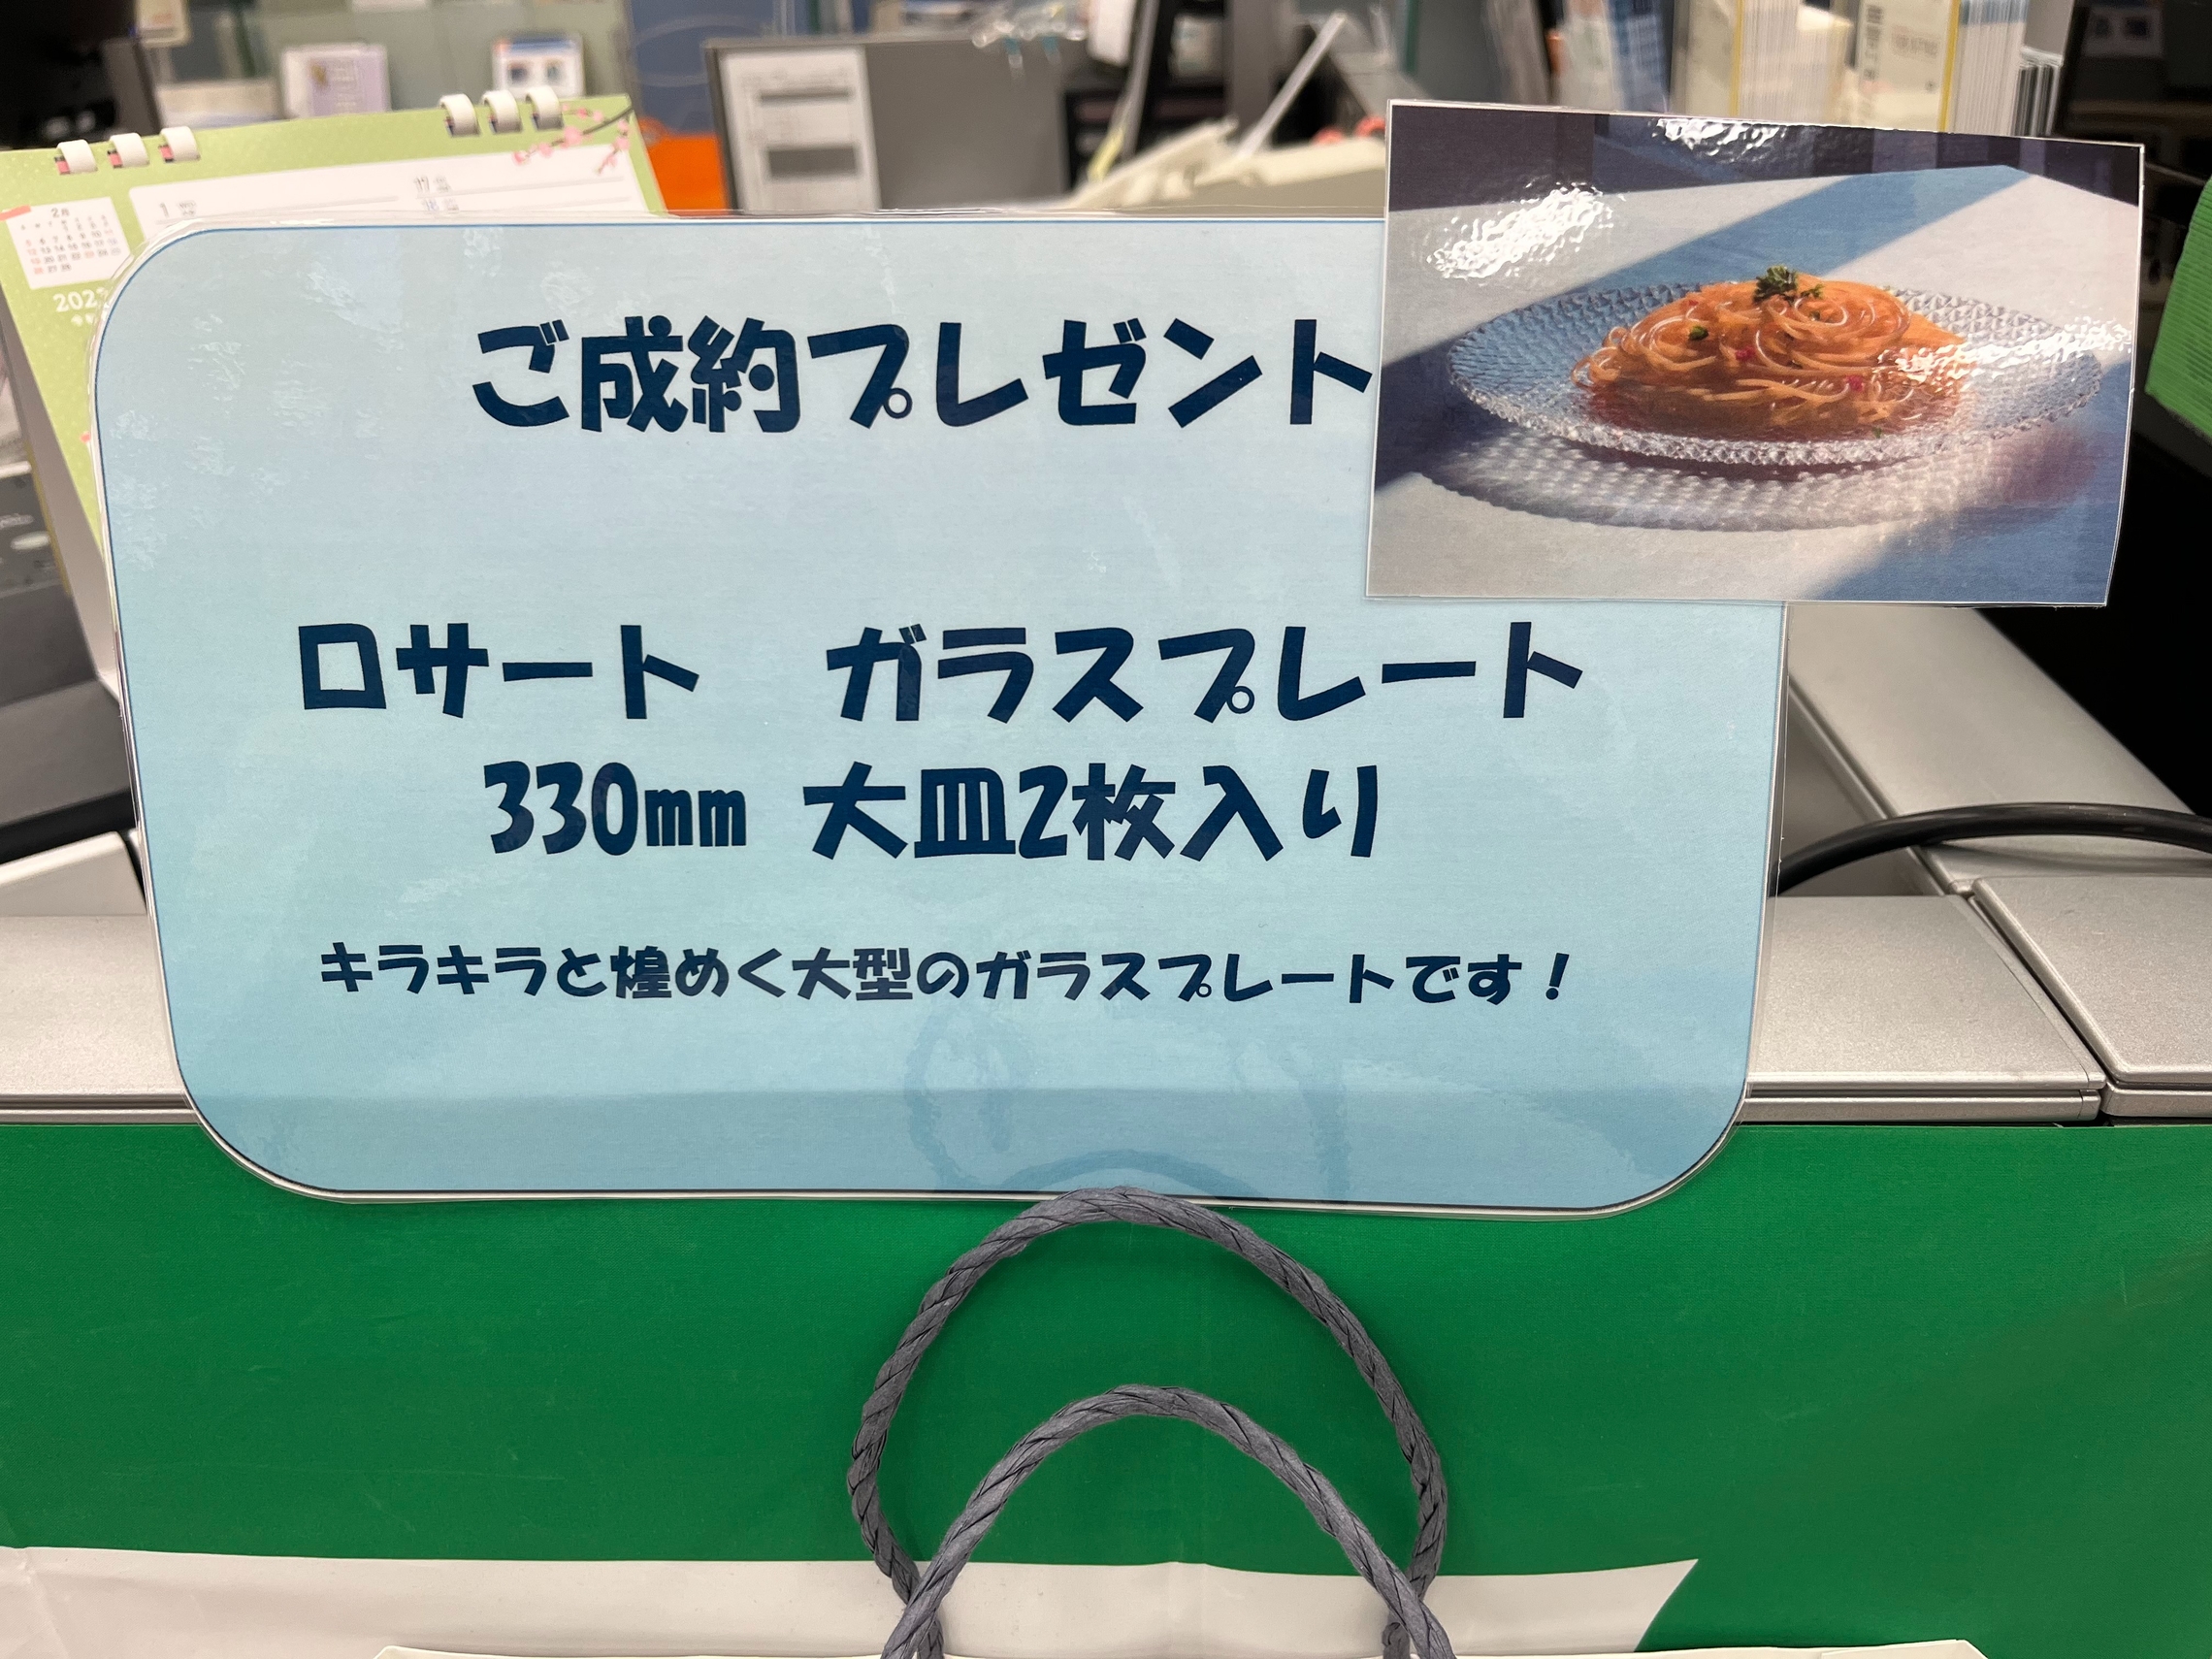 ご成約プレゼント
ロサート　ガラスプレート
330mm 大皿2枚入り
キラキラと煌めく大型のガラスプレートです！